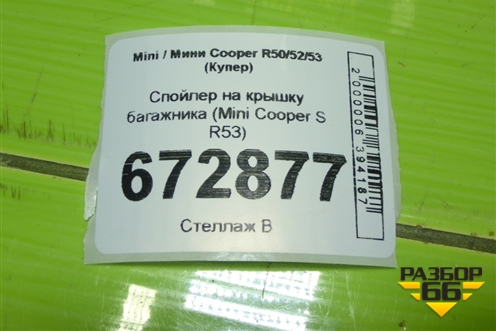 Mini / Мини Cooper R50/52/53
(Купер)
Спойлер на крышку
багажника (Mini Cooper S
R53)
672877
Стеллаж В
2000006394187
РАЗБОР
66